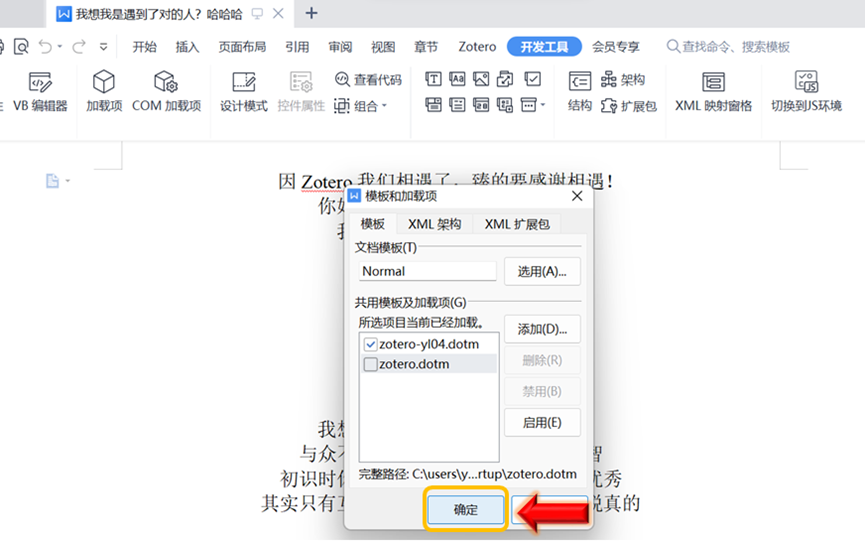 我想我是遇到了对的人？哈哈哈
开始 插入 页面布局 引用 审阅 视图 章节 Zotero 开发工具 会员专享 查找命令、搜索模板
查看代码 架构
VB 编辑器 加载项 COM 加载项 设计模式 控件属性 组合 结构 扩展包 XML 映射窗格 切换到JS环境
因 Zotero 我们相遇了，臻的要感谢相遇！
模板和加载项
模板 XML 架构 XML 扩展包
文档模板(T)
Normal 选用(A)...
共用模板及加载项(G)
所选项目当前已经加载。 添加(D)...
zotero-yl04.dotm
zotero.dotm 删除(R)
禁用(B)
启用(E)
完整路径: C:\users\y...rtup\zotero.dotm
确定
我想
与众不
初识时你 优秀
其实只有互 说真的